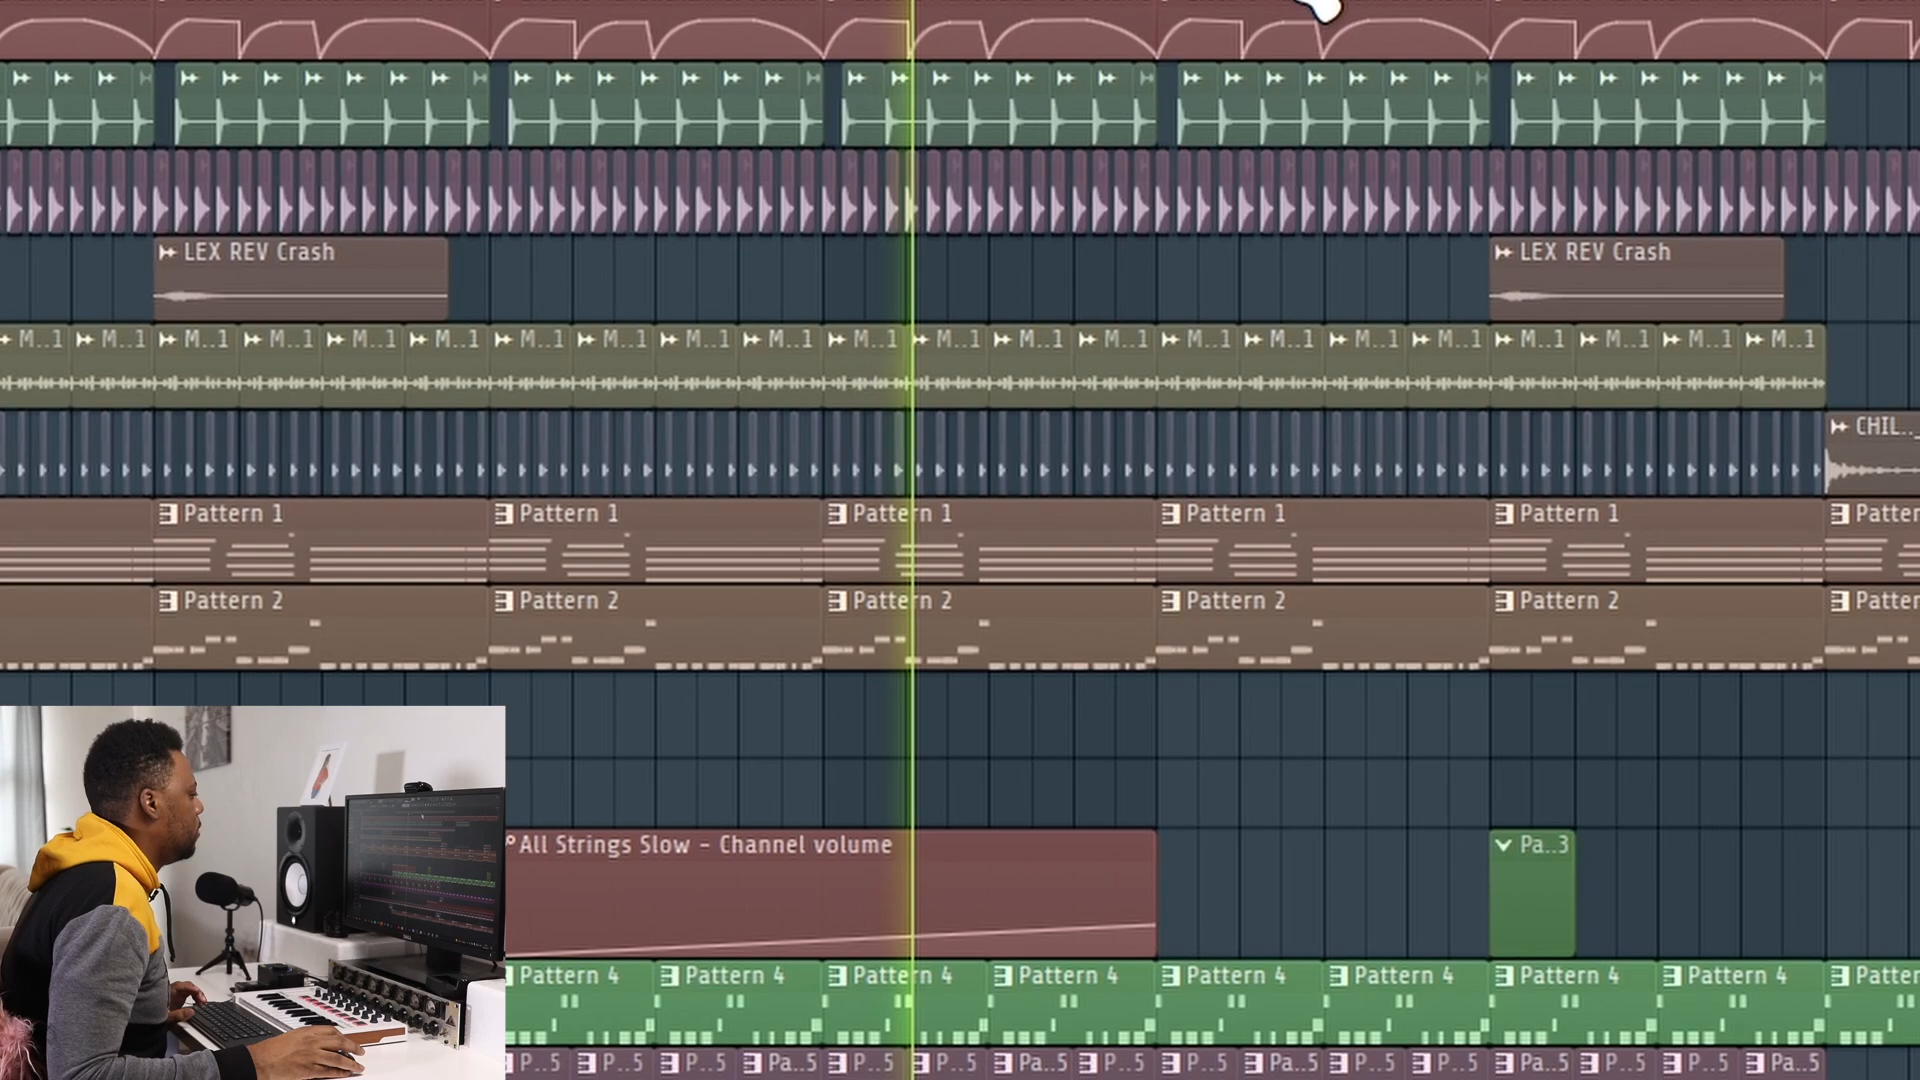 LEX REV Crash LEX REV Crash
M..1 M..1 M..1 M..1 M..1 M..1 M..1 M..1 M..1 M..1 M..1 M..1 M..1 M..1 M..1 M..1 M..1 M..1 M..1 M..1 M..1 M..1
CHIL..
Pattern 1 Pattern 1 Pattern 1 Pattern 1 Pattern 1 Patter
Pattern 2 Pattern 2 Pattern 2 Pattern 2 Pattern 2 Patter
All Strings Slow - Channel volume Pa..3
Pattern 4 Pattern 4 Pattern 4 Pattern 4 Pattern 4 Pattern 4 Pattern 4 Pattern 4 Patter
P..5 P..5 P..5 Pa..5 P..5 P..5 Pa..5 P..5 P..5 Pa..5 P..5 P..5 Pa..5 P..5 P..5 Pa..5